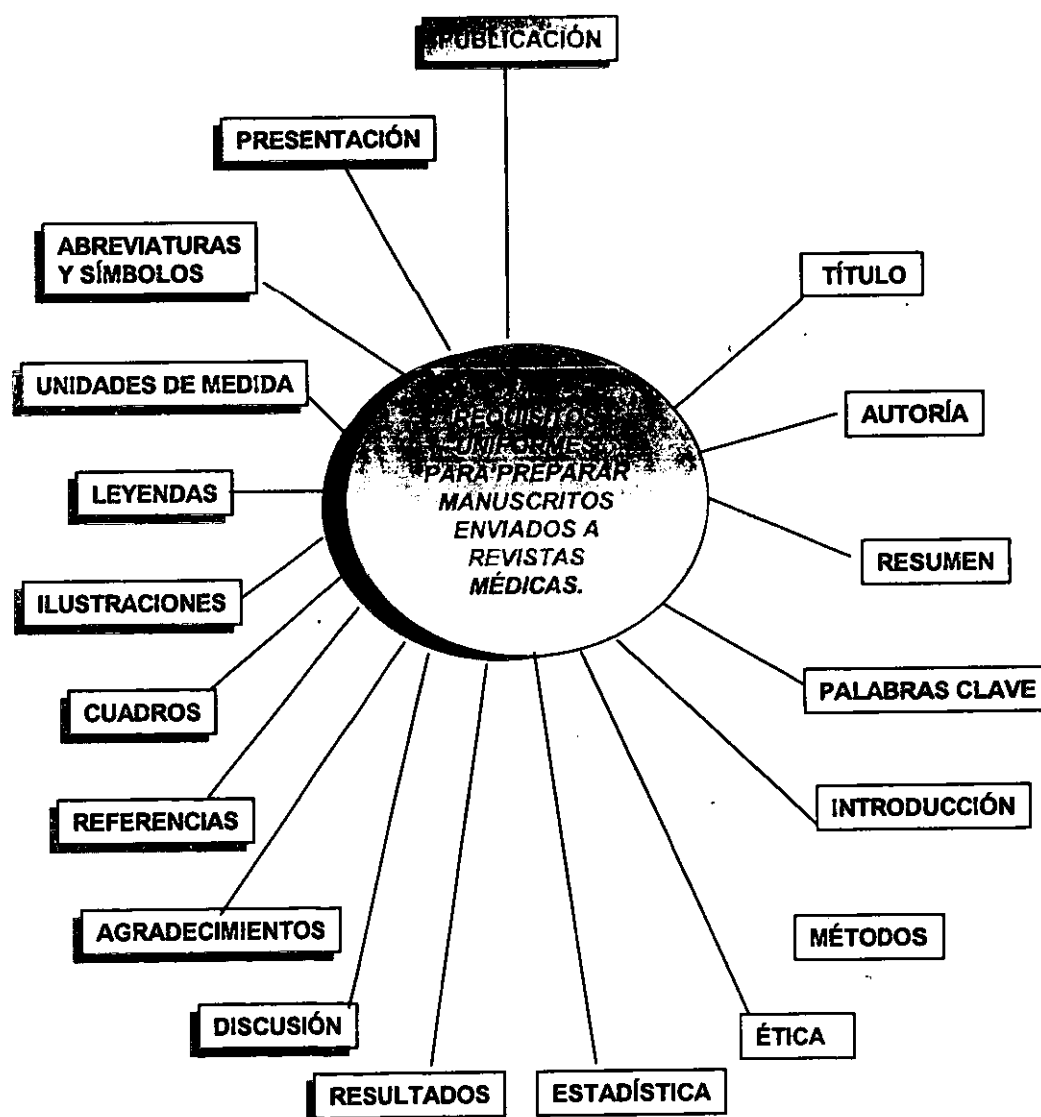 PUBLICACIÓN
PRESENTACIÓN
ABREVIATURAS
Y SÍMBOLOS
TÍTULO
UNIDADES DE MEDIDA
AUTORÍA
REQUISITOS
UNIFORMES
PARA PREPARAR
MANUSCRITOS
ENVIADOS A
REVISTAS
MÉDICAS.
LEYENDAS
RESUMEN
ILUSTRACIONES
PALABRAS CLAVE
CUADROS
INTRODUCCIÓN
REFERENCIAS
AGRADECIMIENTOS
MÉTODOS
DISCUSIÓN
ÉTICA
RESULTADOS
ESTADÍSTICA